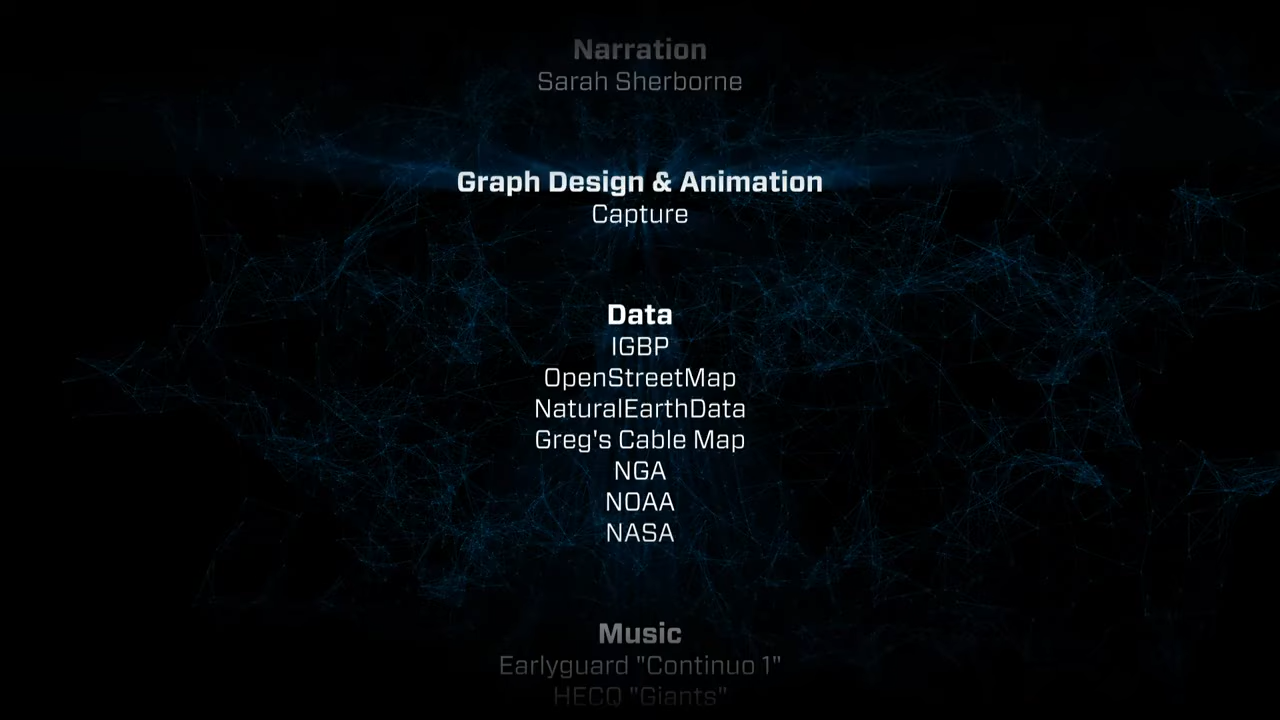 Narration
Sarah Sherborne
Graph Design & Animation
Capture
Data
IGBP
OpenStreetMap
NaturalEarthData
Greg's Cable Map
NGA
NOAA
NASA
Music
Earlyguard "Continuo 1"
HECQ "Giants"